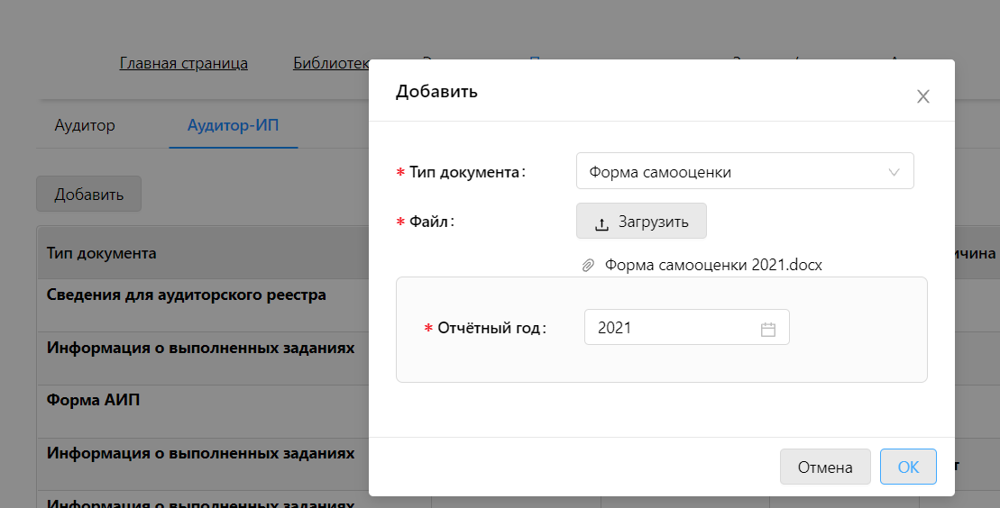 Главная страница
Библиотек
Добавить
Аудитор
Аудитор-ИП
* Тип документа:
Форма самооценки
Добавить
* Файл:
Загрузить
Тип документа
чина
Форма самооценки 2021.docx
Сведения для аудиторского реестра
* Отчётный год:
2021
Информация о выполненных заданиях
Форма АИП
Информация о выполненных заданиях
Отмена
OK
т
Информация о выполненных заданиях